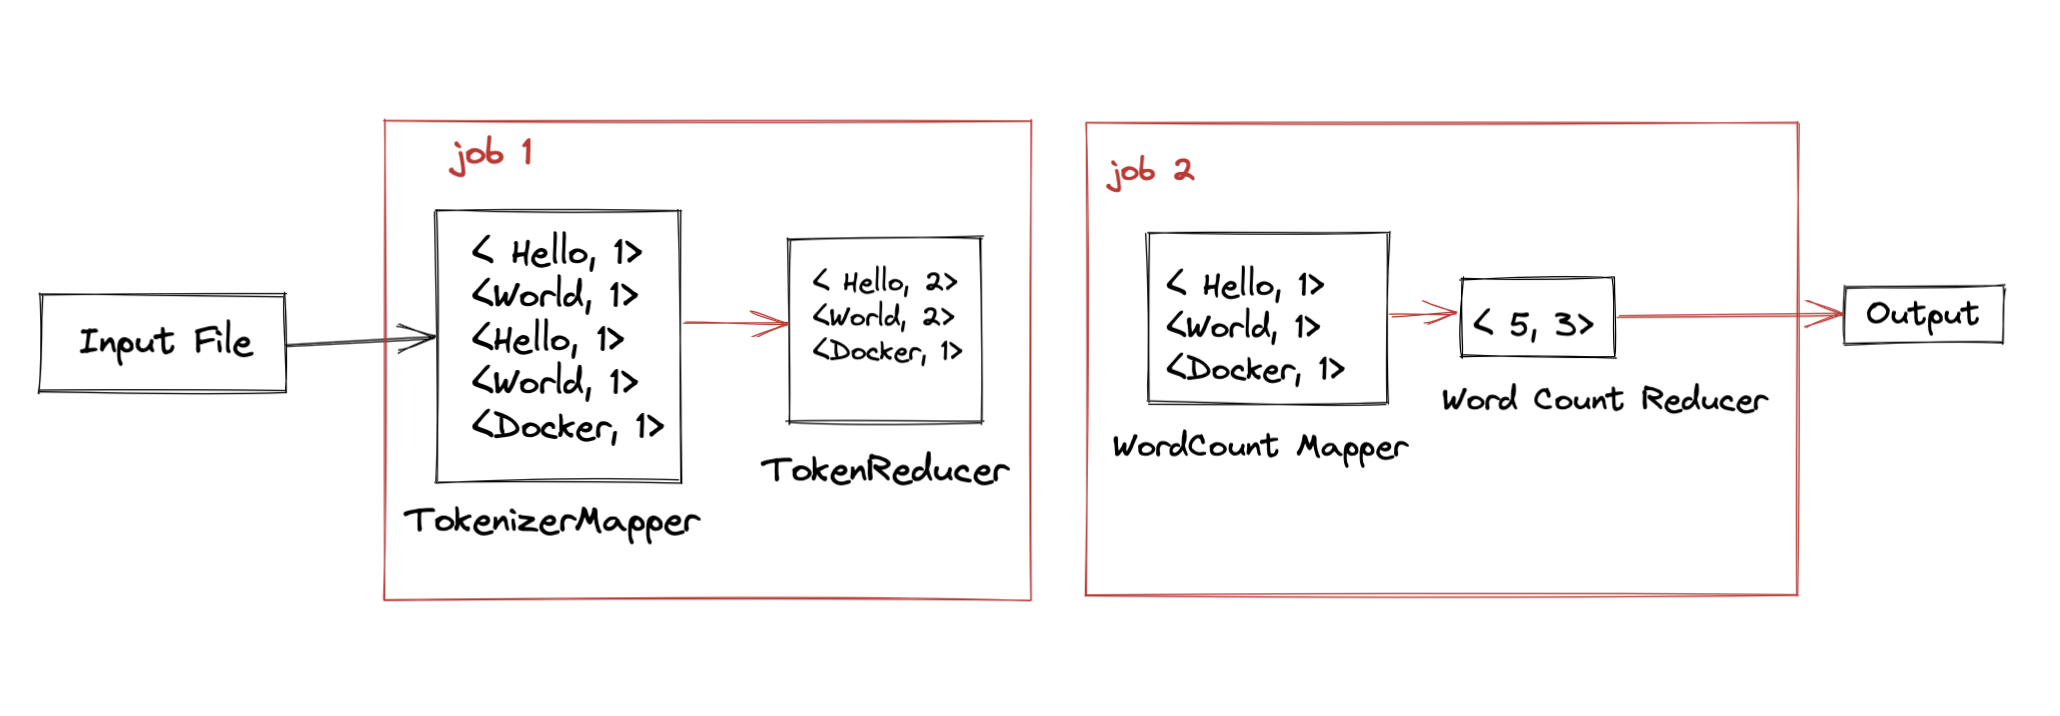 Input File
job 1
< Hello, 1>
<World, 1>
<Hello, 1>
<World, 1>
<Docker, 1>
TokenizerMapper
< Hello, 2>
<World, 2>
<Docker, 1>
TokenReducer
job 2
< Hello, 1>
<World, 1>
<Docker, 1>
WordCount Mapper
< 5, 3>
Word Count Reducer
Output